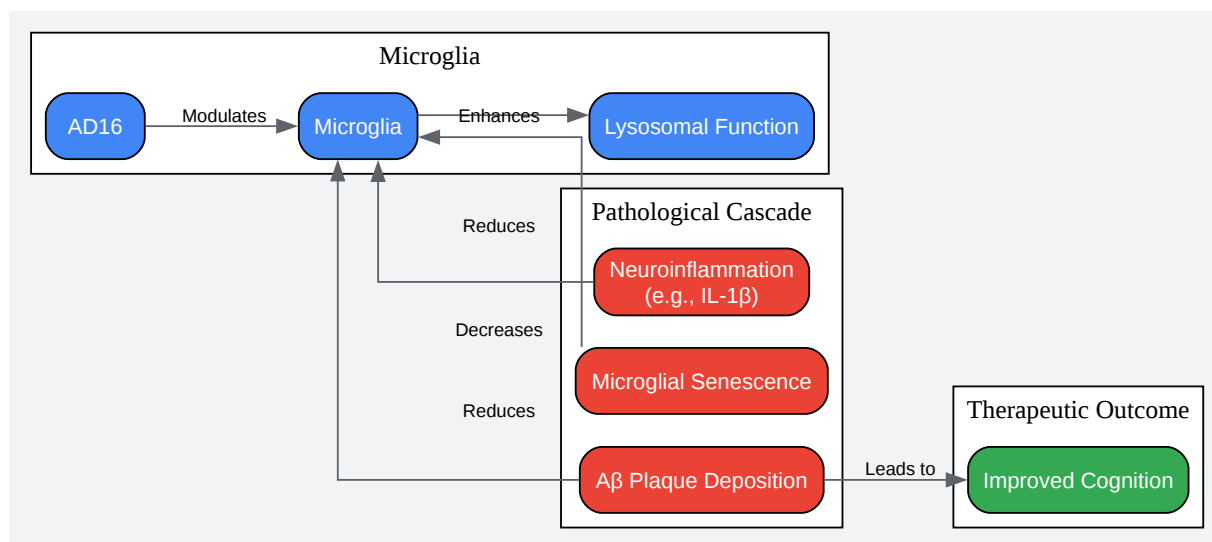 Microglia
AD16
Modulates
Microglia
Enhances
Lysosomal Function
Pathological Cascade
Reduces
Neuroinflammation
(e.g., IL-1β)
Decreases
Microglial Senescence
Reduces
Aβ Plaque Deposition
Leads to
Therapeutic Outcome
Improved Cognition